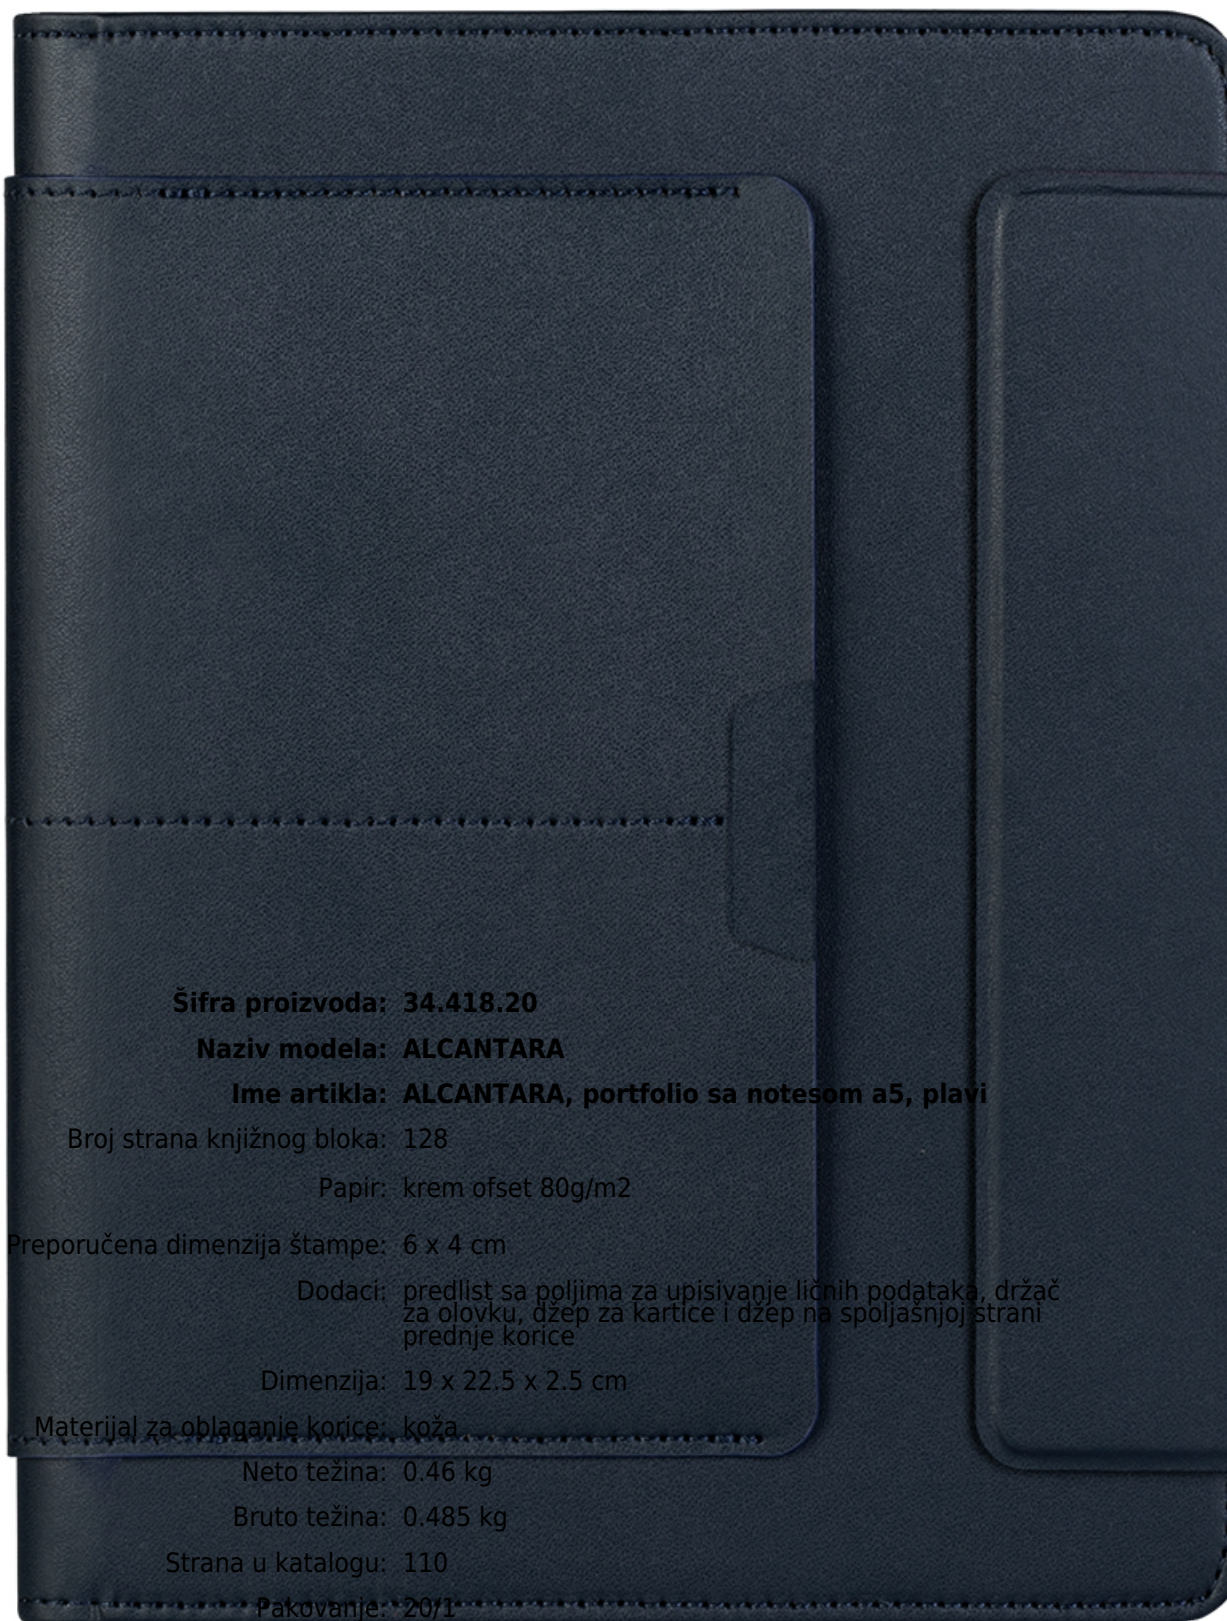 Šifra proizvoda: 34.418.20
Naziv modela: ALCANTARA
Ime artikla: ALCANTARA, portfolio sa notesom a5, plavi
Broj strana knjižnog bloka: 128
Papir: krem ofset 80g/m2
Preporučena dimenzija štampe: 6 x 4 cm
Dodaci: predlist sa poljima za upisivanje ličnih podataka, držač
za olovku, džep za kartice i džep na spoljašnjoj strani
prednje korice
Dimenzija: 19 x 22.5 x 2.5 cm
Materijal za oblaganje korice: koža
Neto težina: 0.46 kg
Bruto težina: 0.485 kg
Strana u katalogu: 110
Pakovanje: 20/1